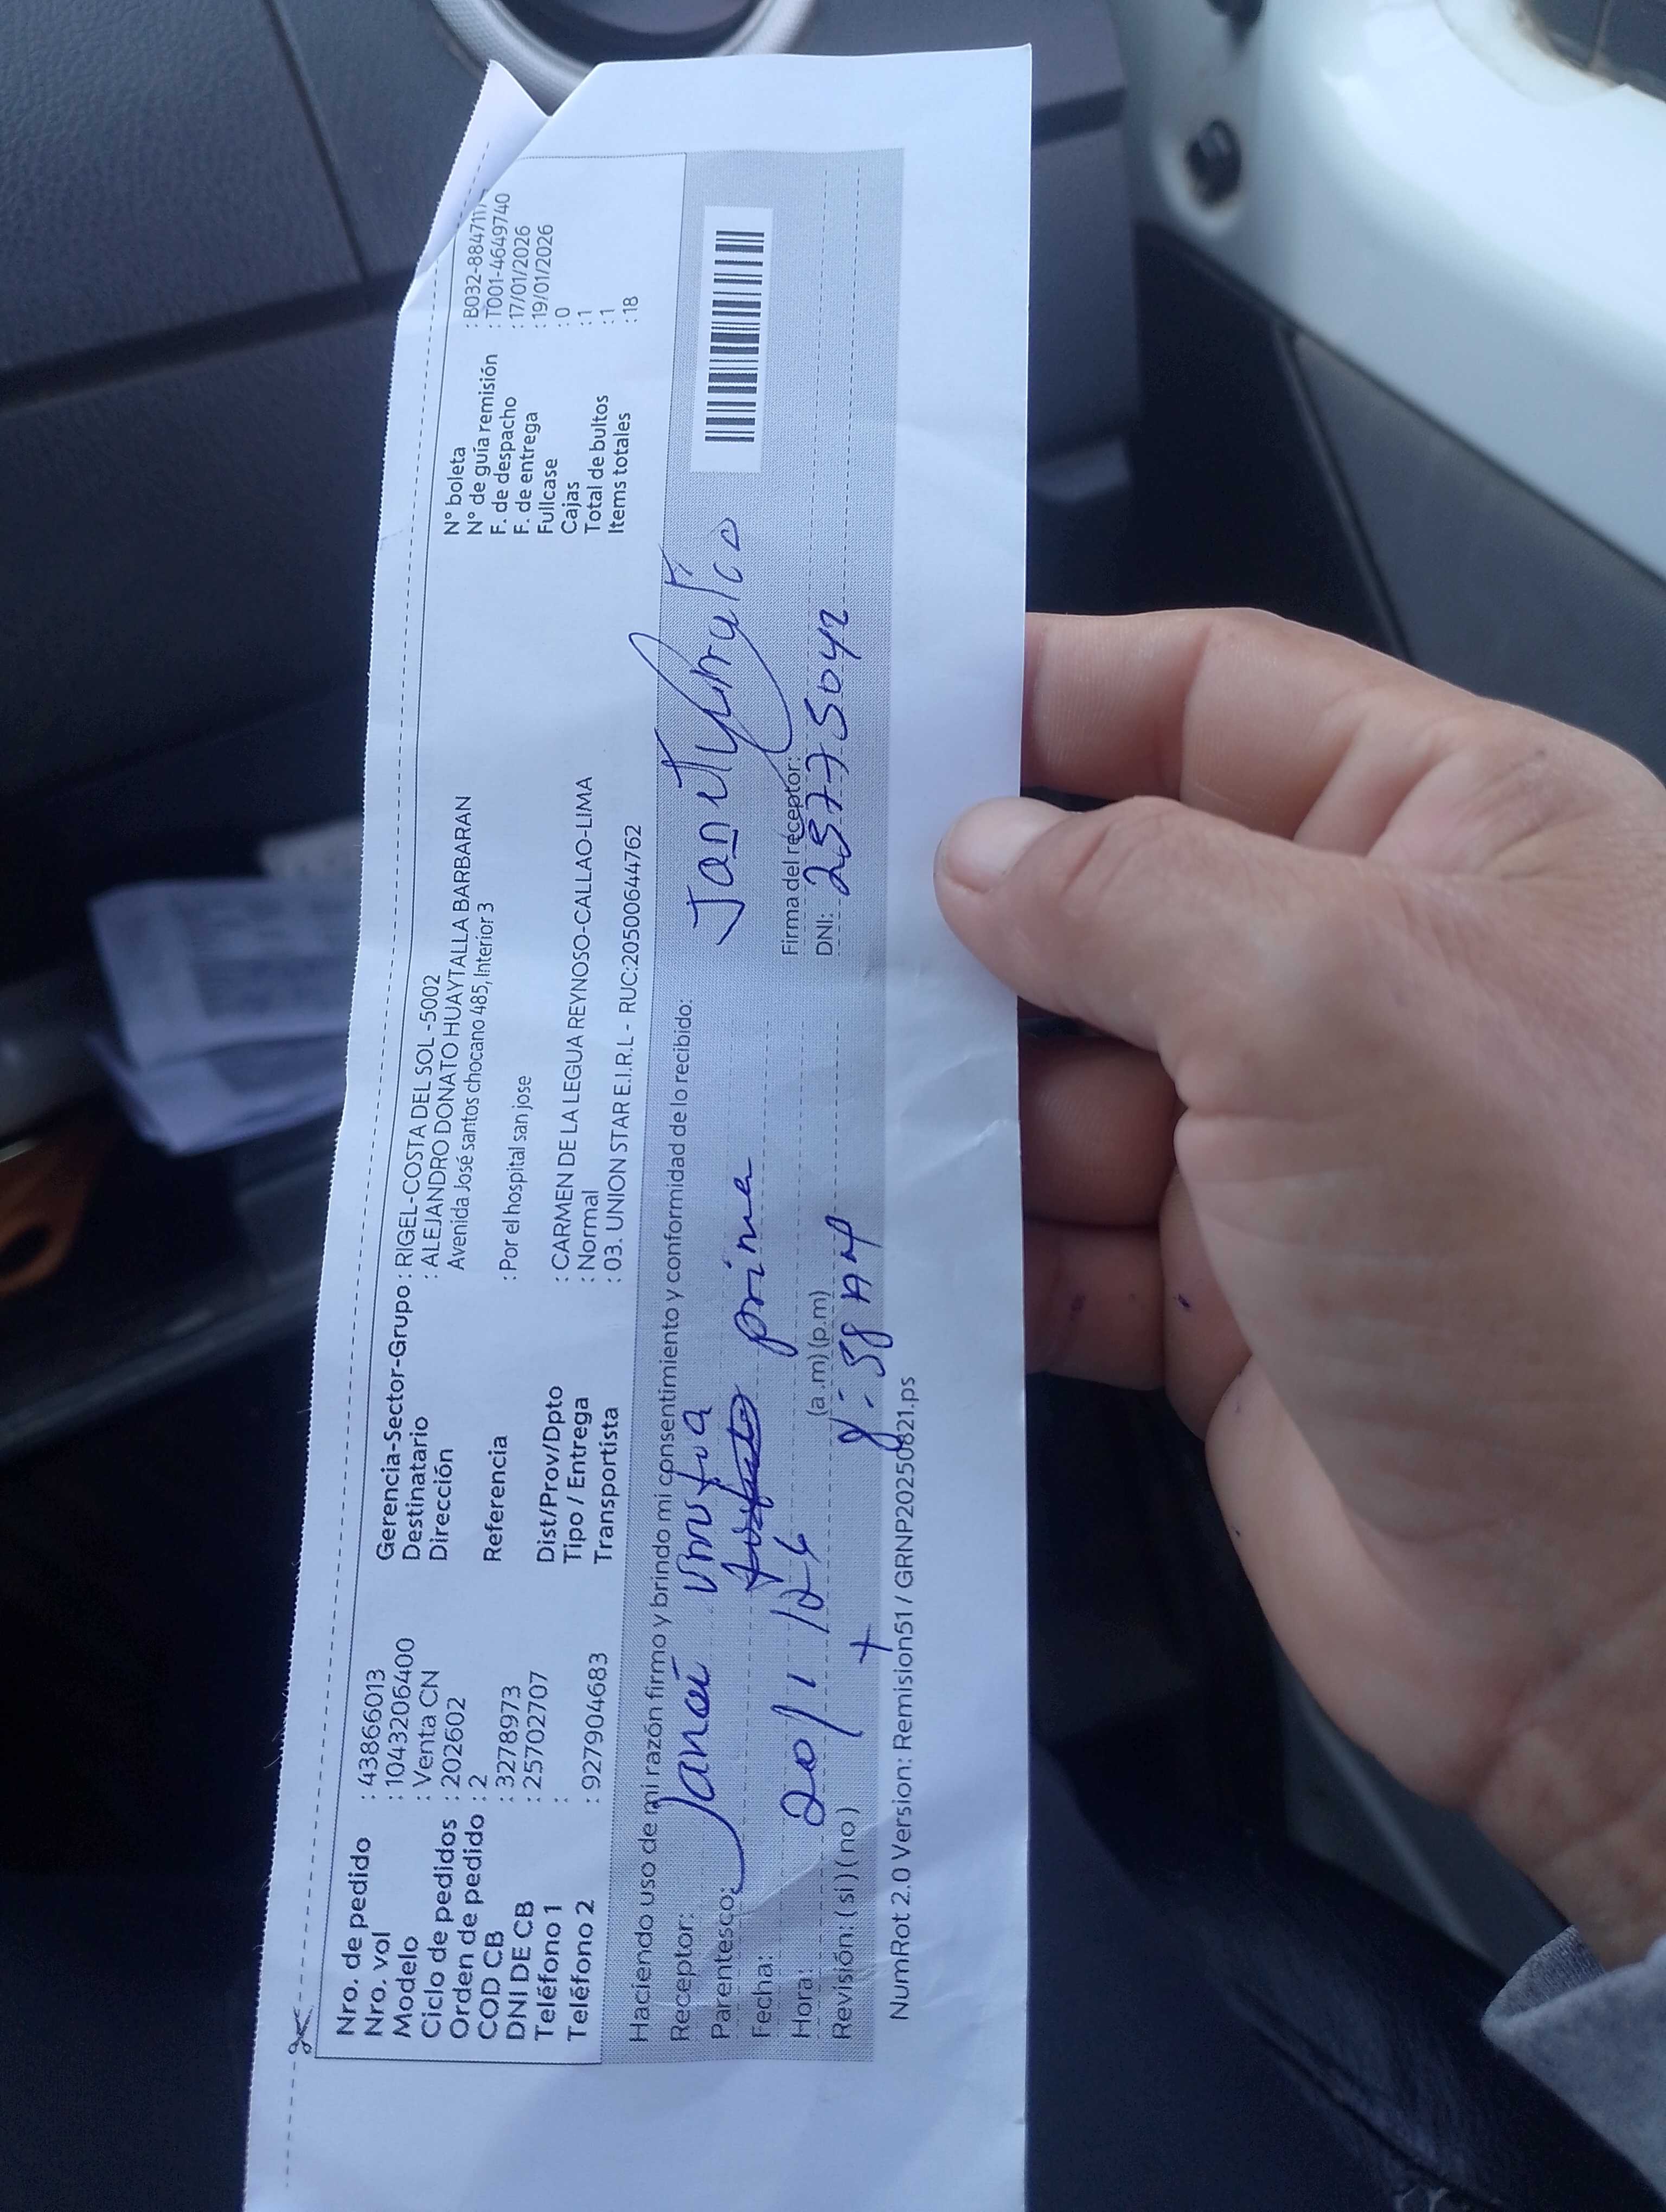 Nro. de pedido : 43866013
Nro. vol : 1043206400
Modelo : Venta CN
Ciclo de pedidos : 202602
Orden de pedido : 2
COD CB : 3278973
DNI DE CB : 25702707
Teléfono 1 :
Teléfono 2 : 927904683
Gerencia-Sector-Grupo : RIGEL-COSTA DEL SOL -5002
Destinatario : ALEJANDRO DONATO HUAYTALLA BARBARAN
Dirección Avenida José santos chocano 485, Interior 3
Referencia : Por el hospital san jose
Dist/Prov/Dpto : CARMEN DE LA LEGUA REYNOSO-CALLAO-LIMA
Tipo / Entrega : Normal
Transportista : 03. UNION STAR E.I.R.L - RUC:20500644762
N° boleta : B032-884711
N° de guía remisión : T001-4649740
F. de despacho : 17/01/2026
F. de entrega : 19/01/2026
Fullcase : 0
Cajas : 1
Total de bultos : 1
Items totales : 18
Haciendo uso de mi razón firmo y brindo mi consentimiento y conformidad de lo recibido:
Receptor:
Parentesco: prima
Fecha: 20/1
Hora: (a.m) (p.m)
Revisión: ( si ) ( no )
Firma del receptor:
DNI:
NumRot 2.0 Version: Remision51 / GRNP20250821.ps